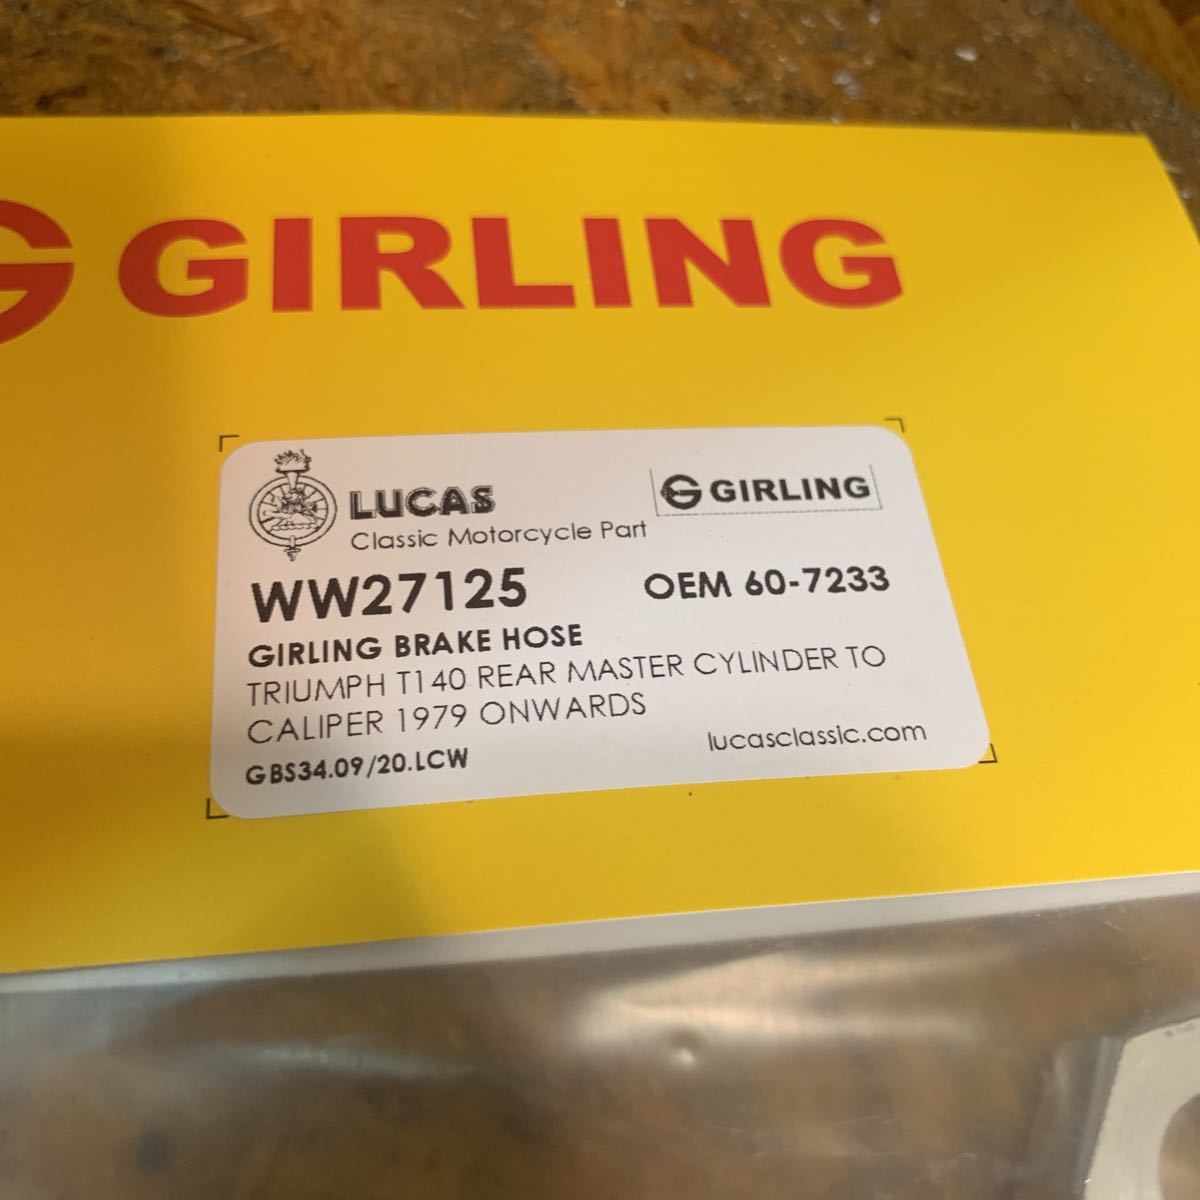 G GIRLING
LUCAS
Classic Motorcycle Part
G GIRLING
WW27125 OEM 60-7233
GIRLING BRAKE HOSE
TRIUMPH T140 REAR MASTER CYLINDER TO
CALIPER 1979 ONWARDS
GBS34.09/20.LCW
lucasclassic.com